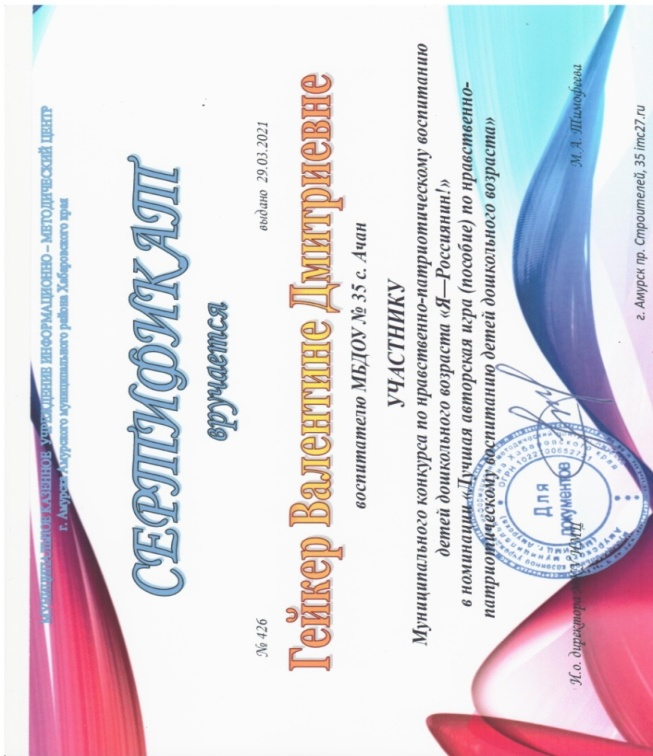 МУНИЦИПАЛЬНОЕ КАЗЕННОЕ УЧРЕЖДЕНИЕ ИНФОРМАЦИОННО – МЕТОДИЧЕСКИЙ ЦЕНТР
г. Амурска Амурского муниципального района Хабаровского края
СЕРТИФИКАТ
вручается
№ 426 выдано 29.03.2021
Гейкер Валентине Дмитриевне
воспитателю МБДОУ № 35 с. Ачан
УЧАСТНИКУ
Муниципального конкурса по нравственно-патриотическому воспитанию
детей дошкольного возраста «Я—Россиянин!»
в номинации «Лучшая авторская игра (пособие) по нравственно-
патриотическому воспитанию детей дошкольного возраста»
И.о. директора М.А. Тимофеева
Для
документов
г. Амурск пр. Строителей, 35 imc27.ru